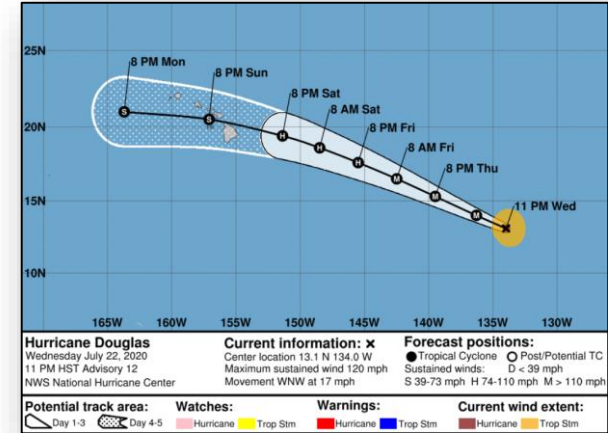 25N
20N
15N
10N
8 PM Mon
8 PM Sun
8 PM Sat
8 AM Sat
8 PM Fri
8 AM Fri
8 PM Thu
11 PM Wed
S
S
H
H
H
M
M
M
165W 160W 155W 150W 145W 140W 135W 130W
Hurricane Douglas
Wednesday July 22, 2020
11 PM HST Advisory 12
NWS National Hurricane Center
Current information: ×
Center location 13.1 N 134.0 W
Maximum sustained wind 120 mph
Movement WNW at 17 mph
Forecast positions:
Tropical Cyclone Post/Potential TC
Sustained winds: D < 39 mph
S 39-73 mph H 74-110 mph M > 110 mph
Potential track area:
Day 1-3 Day 4-5
Watches:
Hurricane Trop Stm
Warnings:
Hurricane Trop Stm
Current wind extent:
Hurricane Trop Stm